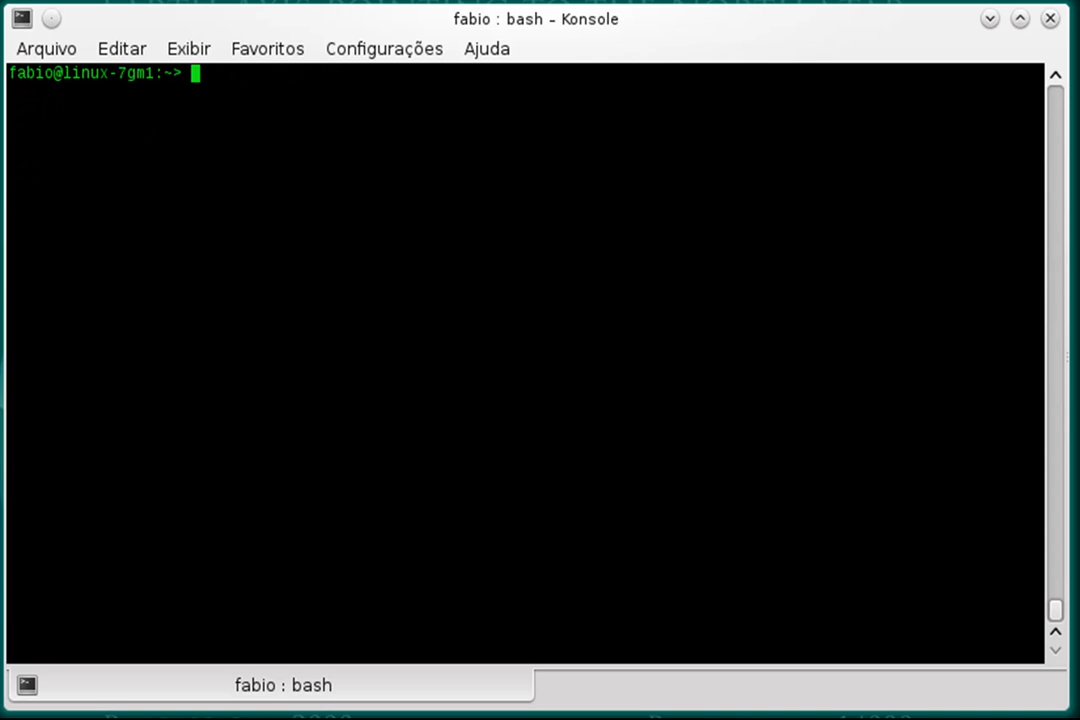 fabio : bash – Konsole
Arquivo Editar Exibir Favoritos Configurações Ajuda
fabio@linux-7gm1:~>
fabio : bash